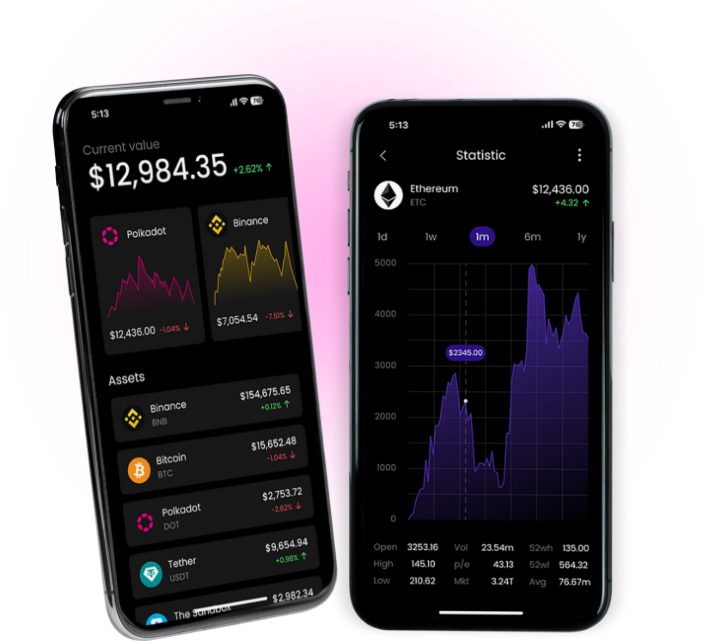 5:13
76
Current value
$12,984.35 +2.62% ↑
Polkadot
$12,436.00 -1.04% ↓
Binance
$7,054.54 -7.51% ↓
Assets
Binance
BNB
$154,675.65
+0.12% ↑
Bitcoin
BTC
$15,652.48
-1.04% ↓
Polkadot
DOT
$2,753.72
-2.62% ↓
Tether
USDT
$9,654.94
+0.98% ↑
The Sandbox
$2,982.34
5:13
76
Statistic
Ethereum
ETC
$12,436.00
+4.32 ↑
1d 1w 1m 6m 1y
5000
4000
3000
$2345.00
2000
1000
0
Open 3253.16 Vol 23.54m 52wh 135.00
High 145.10 p/e 43.13 52wl 564.32
Low 210.62 Mkt 3.24T Avg 76.67m